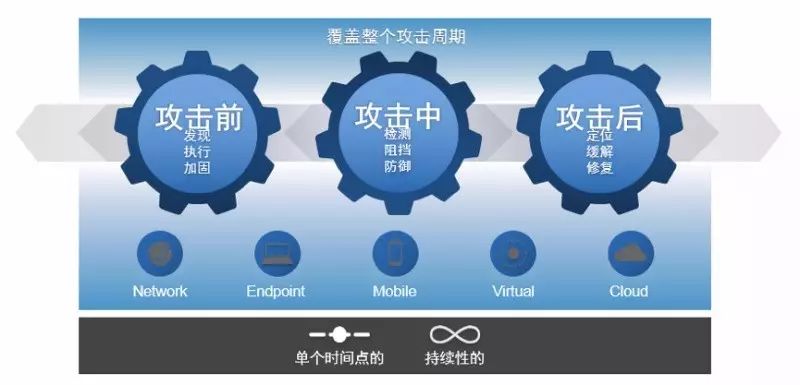 覆盖整个攻击周期
攻击前
发现
执行
加固
攻击中
检测
阻挡
防御
攻击后
定位
缓解
修复
Network
Endpoint
Mobile
Virtual
Cloud
单个时间点的
持续性的